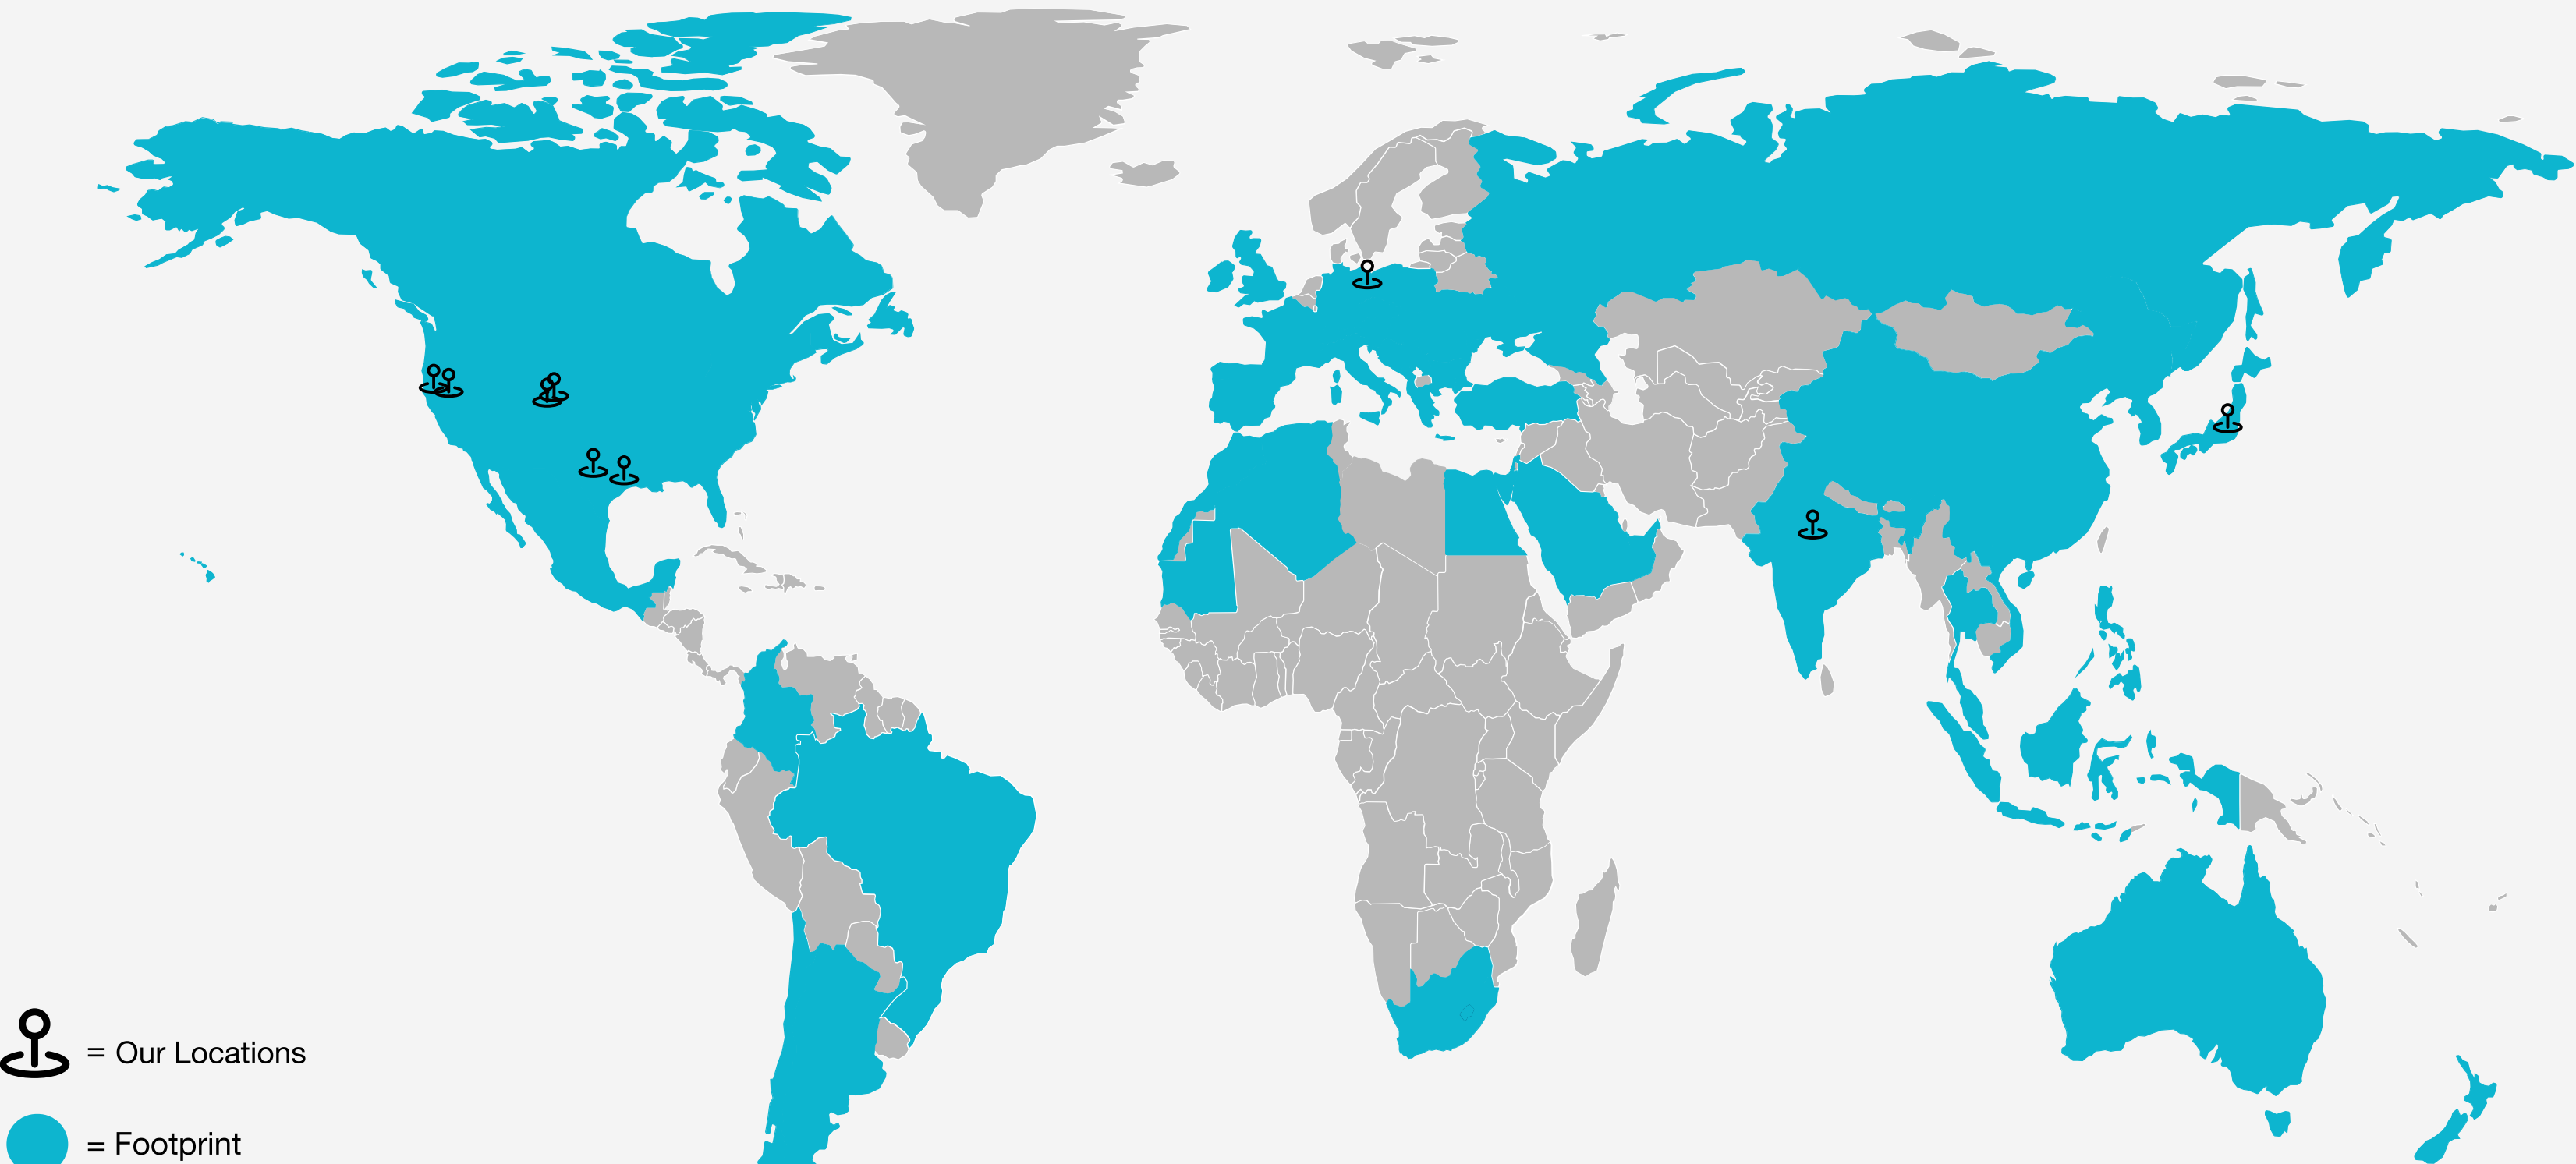 = Our Locations
= Footprint